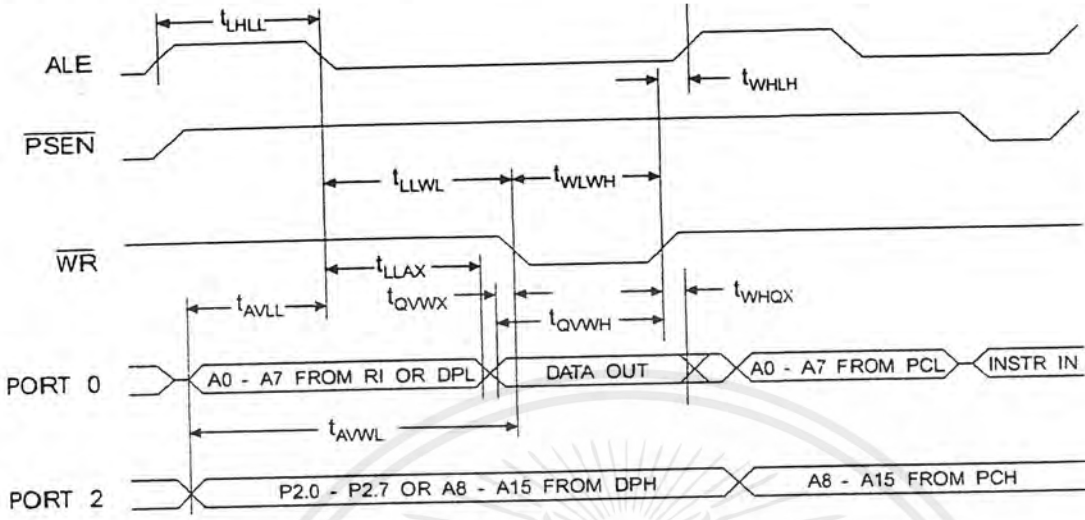 tLHLL
ALE
tWHLH
PSEN
tLLWL
tWLWH
WR
tLLAX
tAVLL
tQVWX
tWHQX
tQVWH
PORT 0
A0 - A7 FROM RI OR DPL
DATA OUT
A0 - A7 FROM PCL
INSTR IN
tAVWL
PORT 2
P2.0 - P2.7 OR A8 - A15 FROM DPH
A8 - A15 FROM PCH